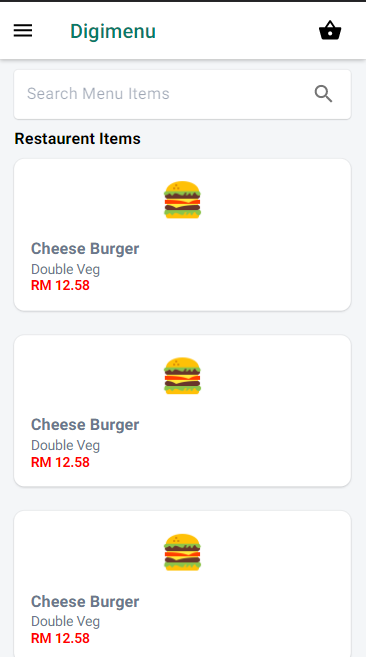 Digimenu
Search Menu Items
Restaurent Items
Cheese Burger
Double Veg
RM 12.58
Cheese Burger
Double Veg
RM 12.58
Cheese Burger
Double Veg
RM 12.58